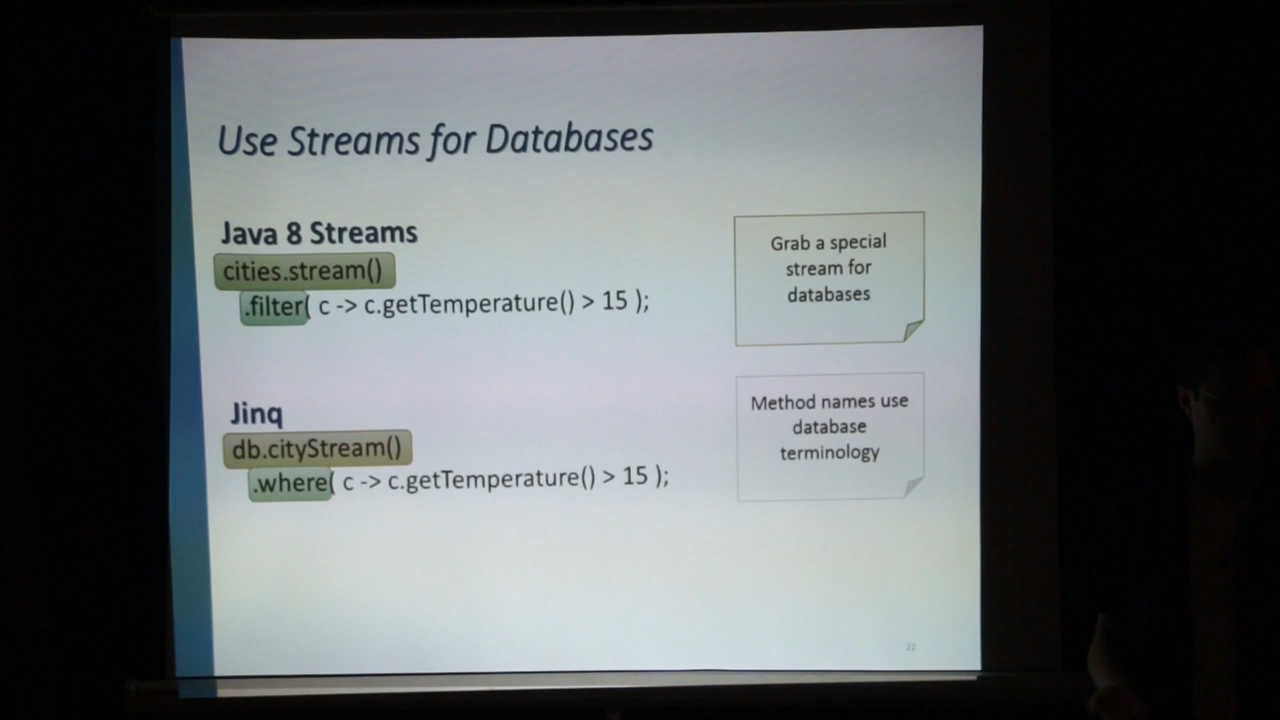 Use Streams for Databases
Java 8 Streams
cities.stream()
.filter( c -> c.getTemperature() > 15 );
Grab a special
stream for
databases
Jinq
db.cityStream()
.where( c -> c.getTemperature() > 15 );
Method names use
database
terminology
22